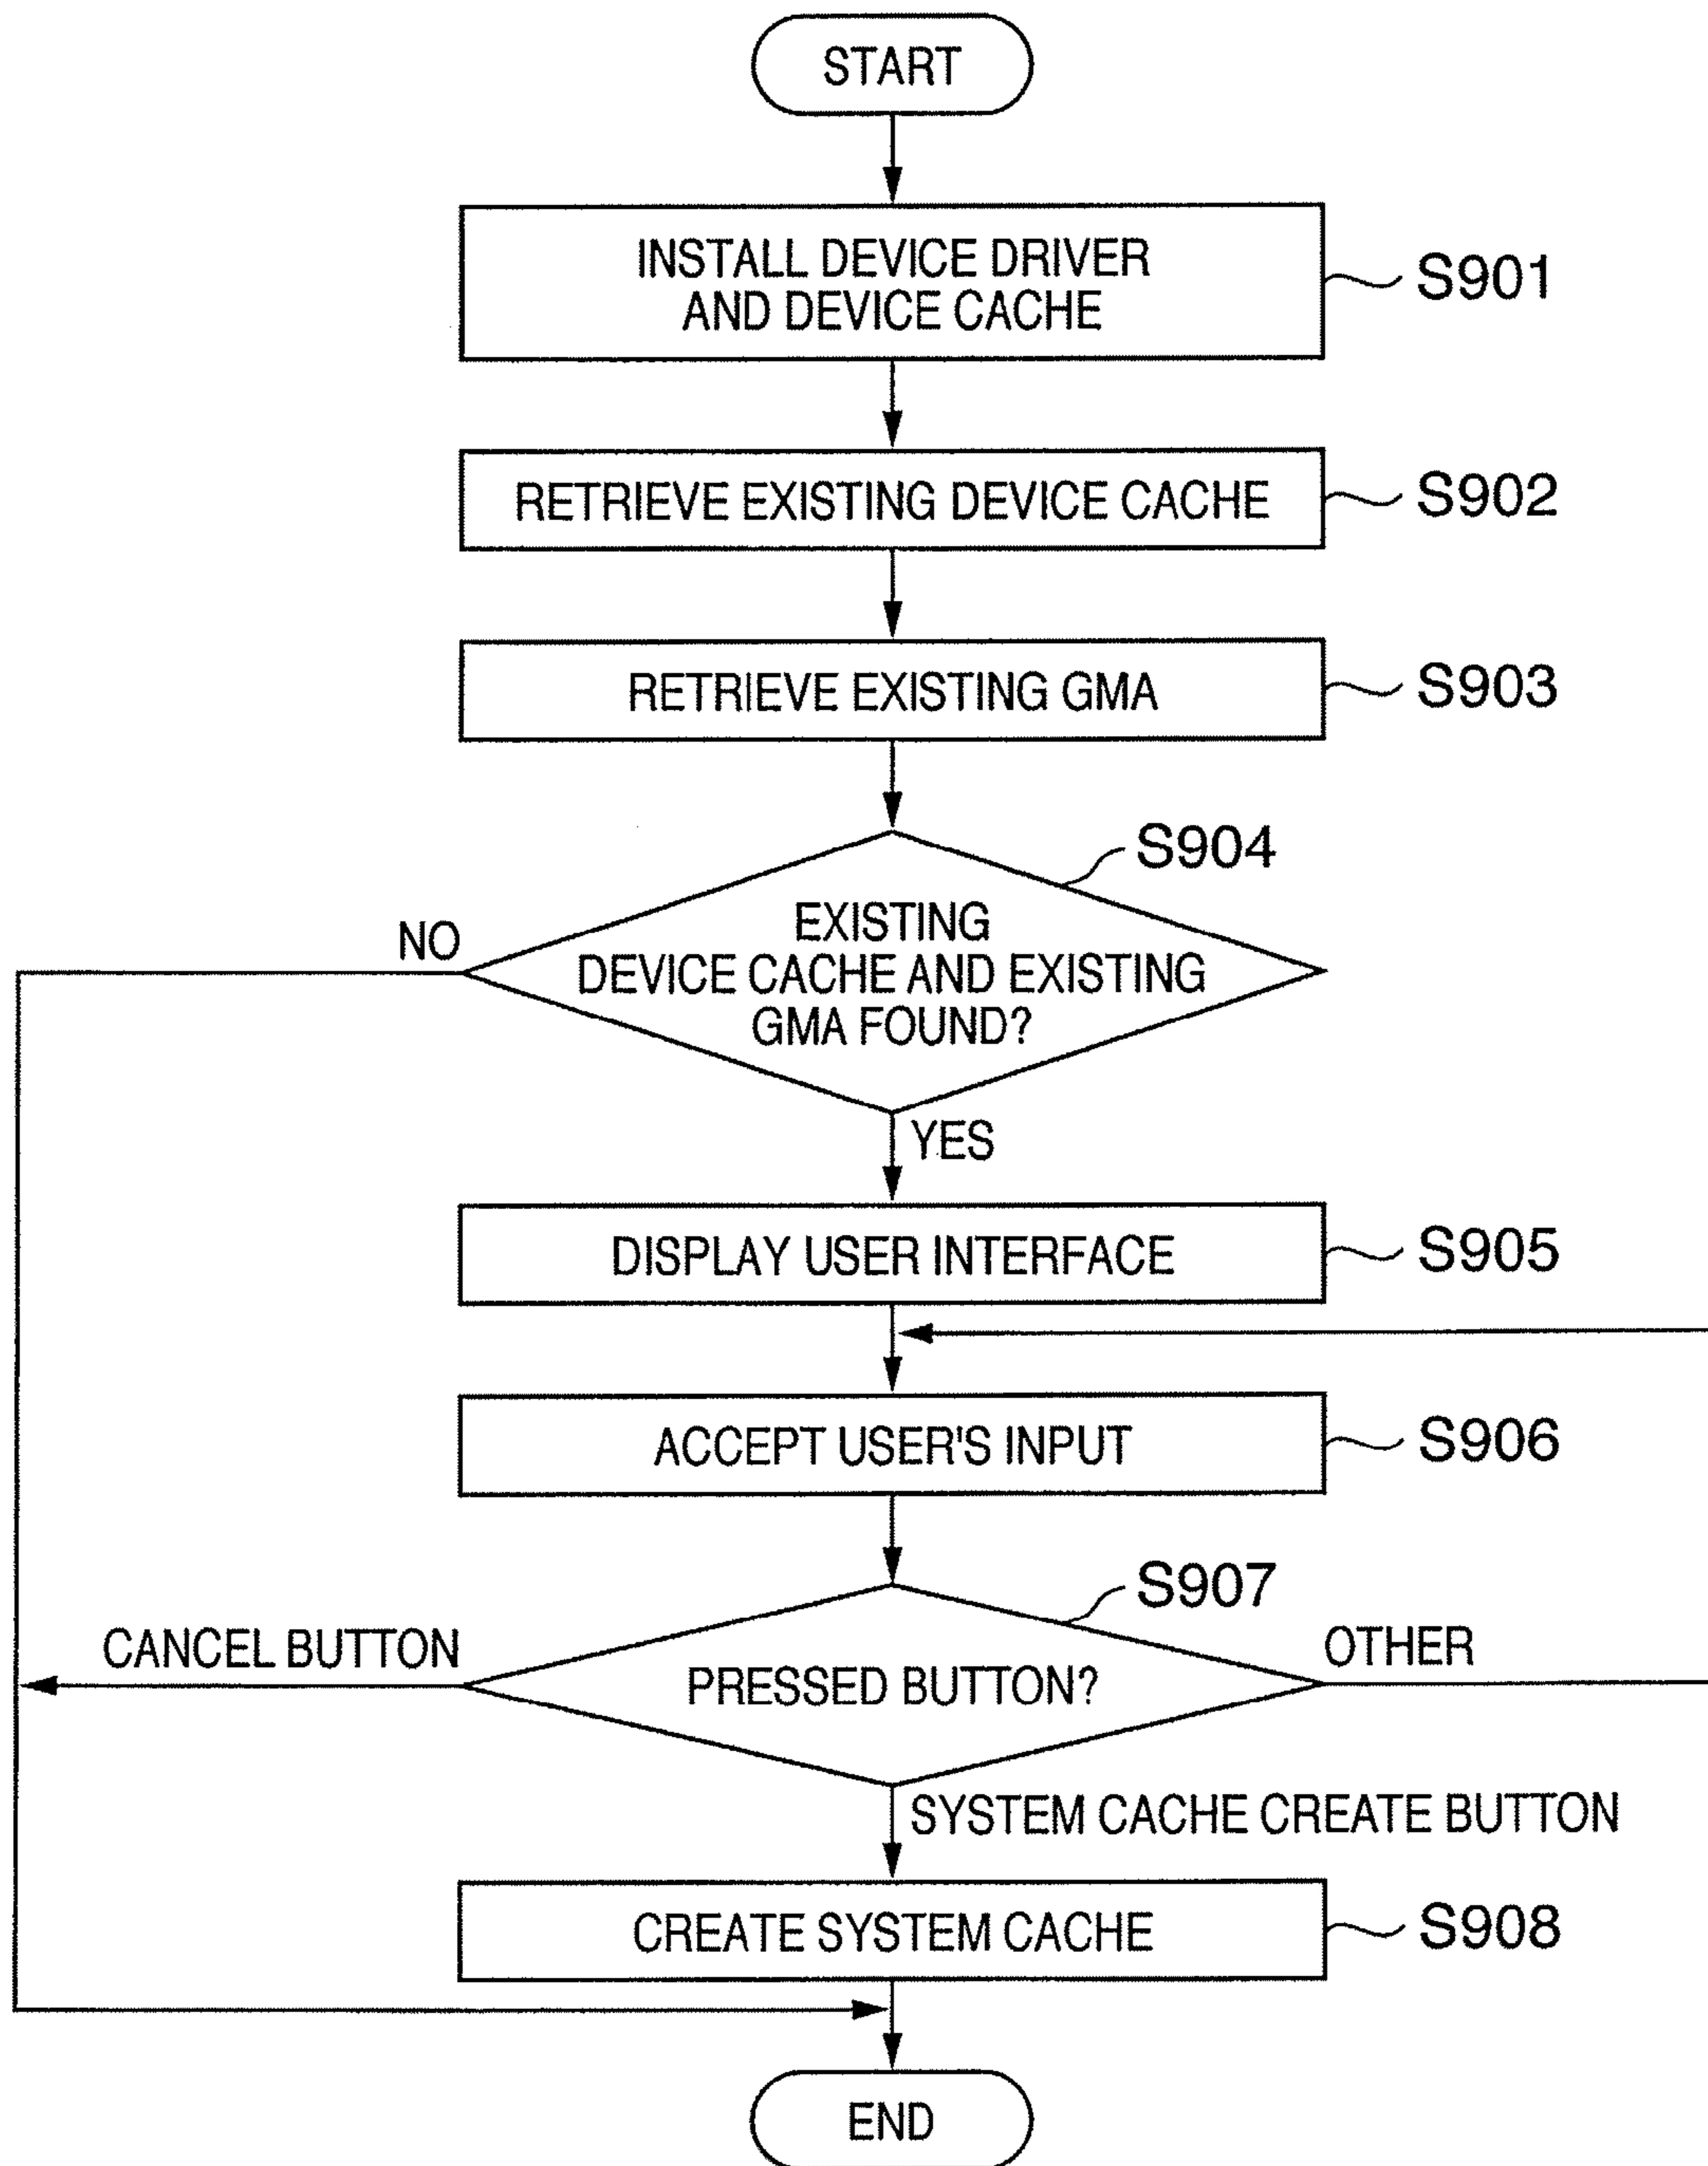 START
INSTALL DEVICE DRIVER
AND DEVICE CACHE
S901
RETRIEVE EXISTING DEVICE CACHE
S902
RETRIEVE EXISTING GMA
S903
S904
NO
EXISTING
DEVICE CACHE AND EXISTING
GMA FOUND?
YES
DISPLAY USER INTERFACE
S905
ACCEPT USER'S INPUT
S906
S907
CANCEL BUTTON
PRESSED BUTTON?
OTHER
SYSTEM CACHE CREATE BUTTON
CREATE SYSTEM CACHE
S908
END